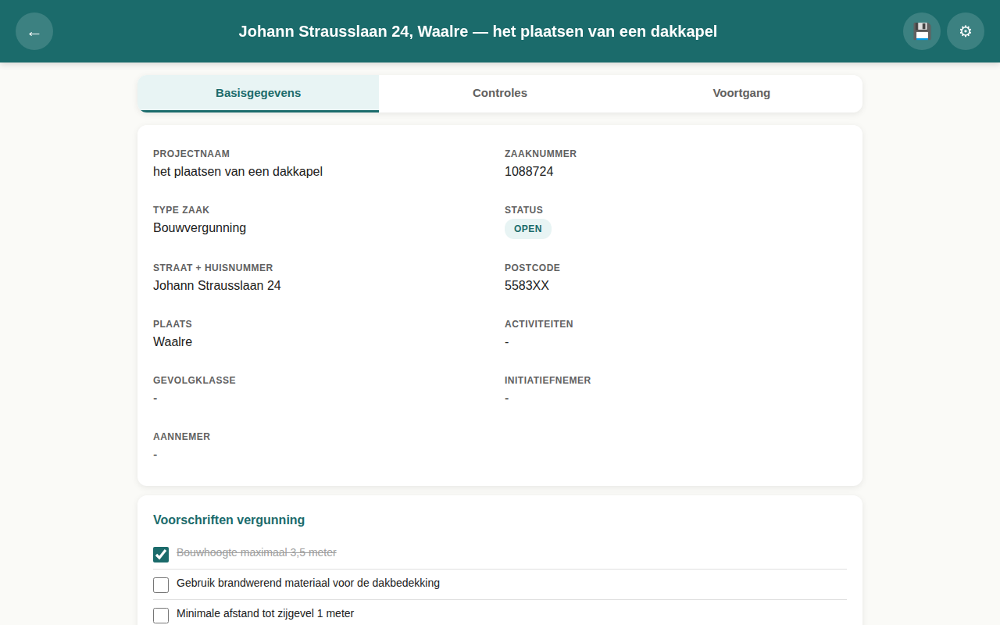 Johann Strausslaan 24, Waalre — het plaatsen van een dakkapel
Basisgegevens
Controles
Voortgang
PROJECTNAAM
het plaatsen van een dakkapel
ZAAKNUMMER
1088724
TYPE ZAAK
Bouwvergunning
STATUS
OPEN
STRAAT + HUISNUMMER
Johann Strausslaan 24
POSTCODE
5583XX
PLAATS
Waalre
ACTIVITEITEN
-
GEVOLGKLASSE
-
INITIATIEFNEMER
-
AANNEMER
-
Voorschriften vergunning
Bouwhoogte maximaal 3,5 meter
Gebruik brandwerend materiaal voor de dakbedekking
Minimale afstand tot zijgevel 1 meter